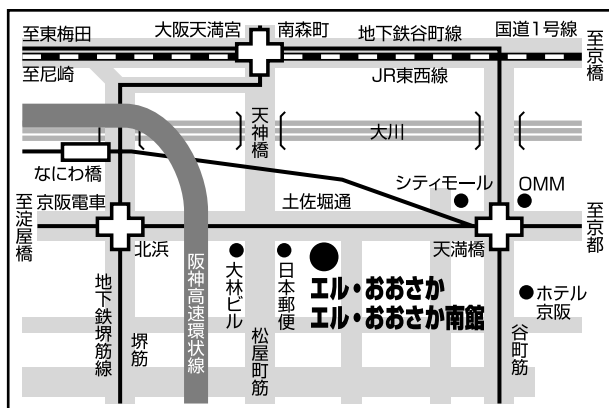 至東梅田
大阪天満宮
南森町
地下鉄谷町線
国道1号線
至京橋
至尼崎
JR東西線
天神橋
大川
なにわ橋
シティモール
OMM
至淀屋橋
京阪電車
土佐堀通
至京都
北浜
天満橋
阪神高速環状線
大林ビル
日本郵便
エル・おおさか
エル・おおさか南館
ホテル
京阪
地下鉄堺筋線
堺筋
松屋町筋
谷町筋